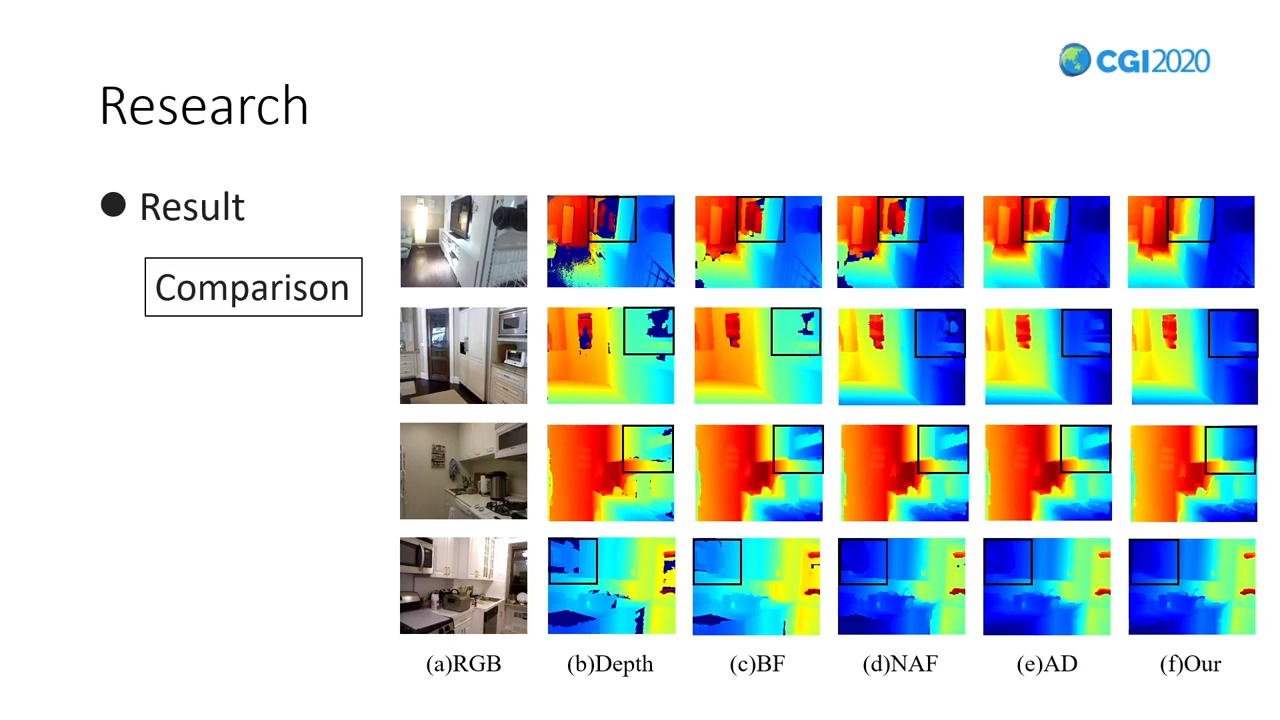 CGI2020
Research
Result
Comparison
(a)RGB (b)Depth (c)BF (d)NAF (e)AD (f)Our